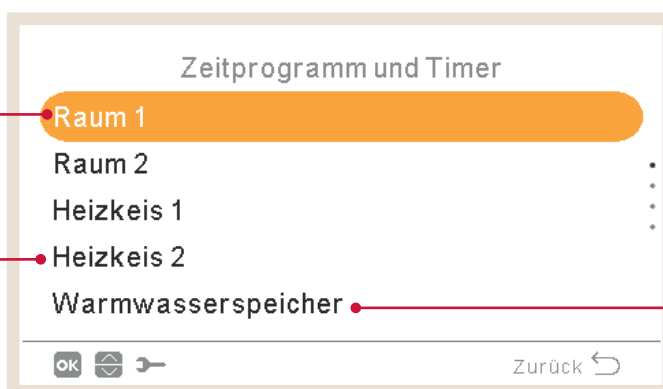 Zeitprogramm und Timer
Raum 1
Raum 2
Heizkeis 1
Heizkeis 2
Warmwasserspeicher
OK Zurück